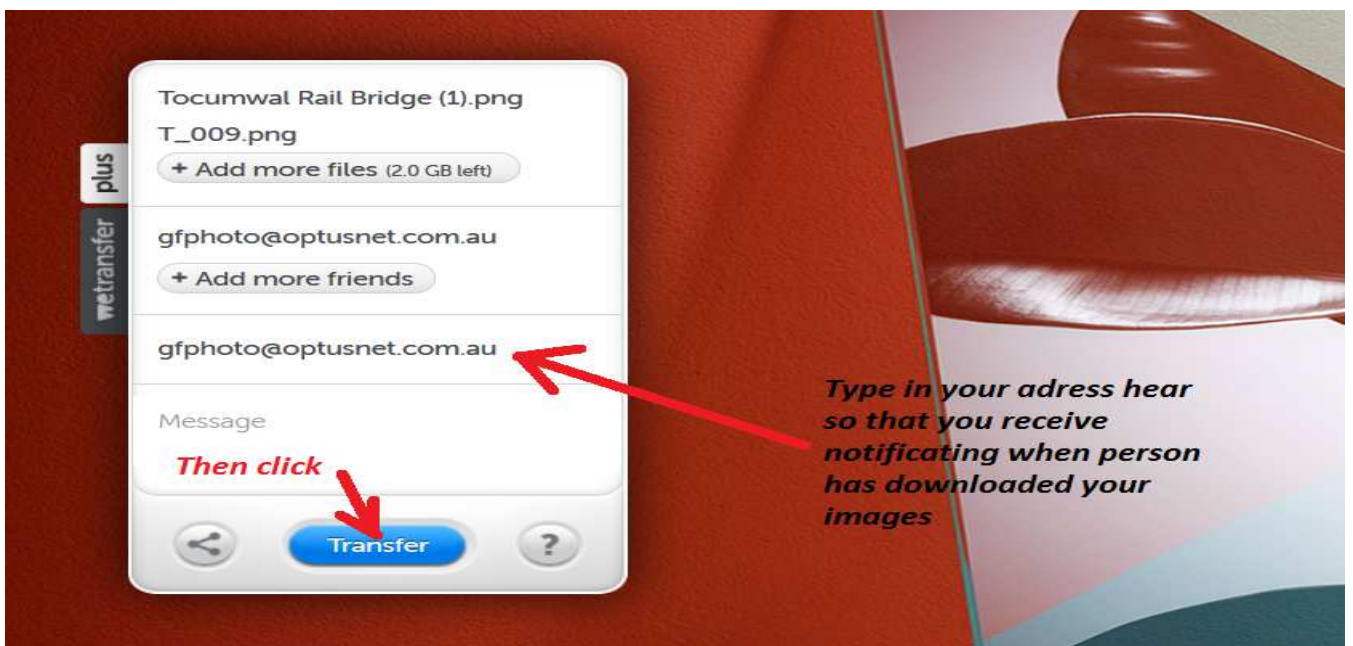 Tocumwal Rail Bridge (1).png
T_009.png
+ Add more files (2.0 GB left)
plus
wetransfer
gfphoto@optusnet.com.au
+ Add more friends
gfphoto@optusnet.com.au
Message
Then click
Transfer
?
Type in your adress hear
so that you receive
notificating when person
has downloaded your
images